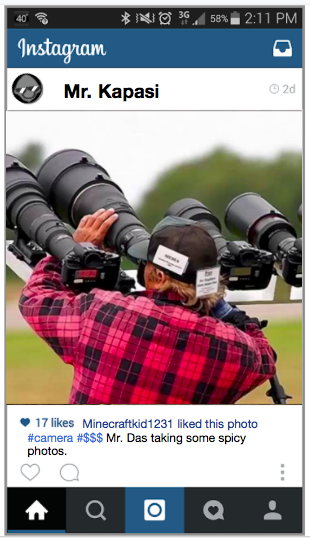 40° 3G 58% 2:11 PM
Instagram
Mr. Kapasi 2d
17 likes Minecraftkid1231 liked this photo
#camera #$$$ Mr. Das taking some spicy
photos.